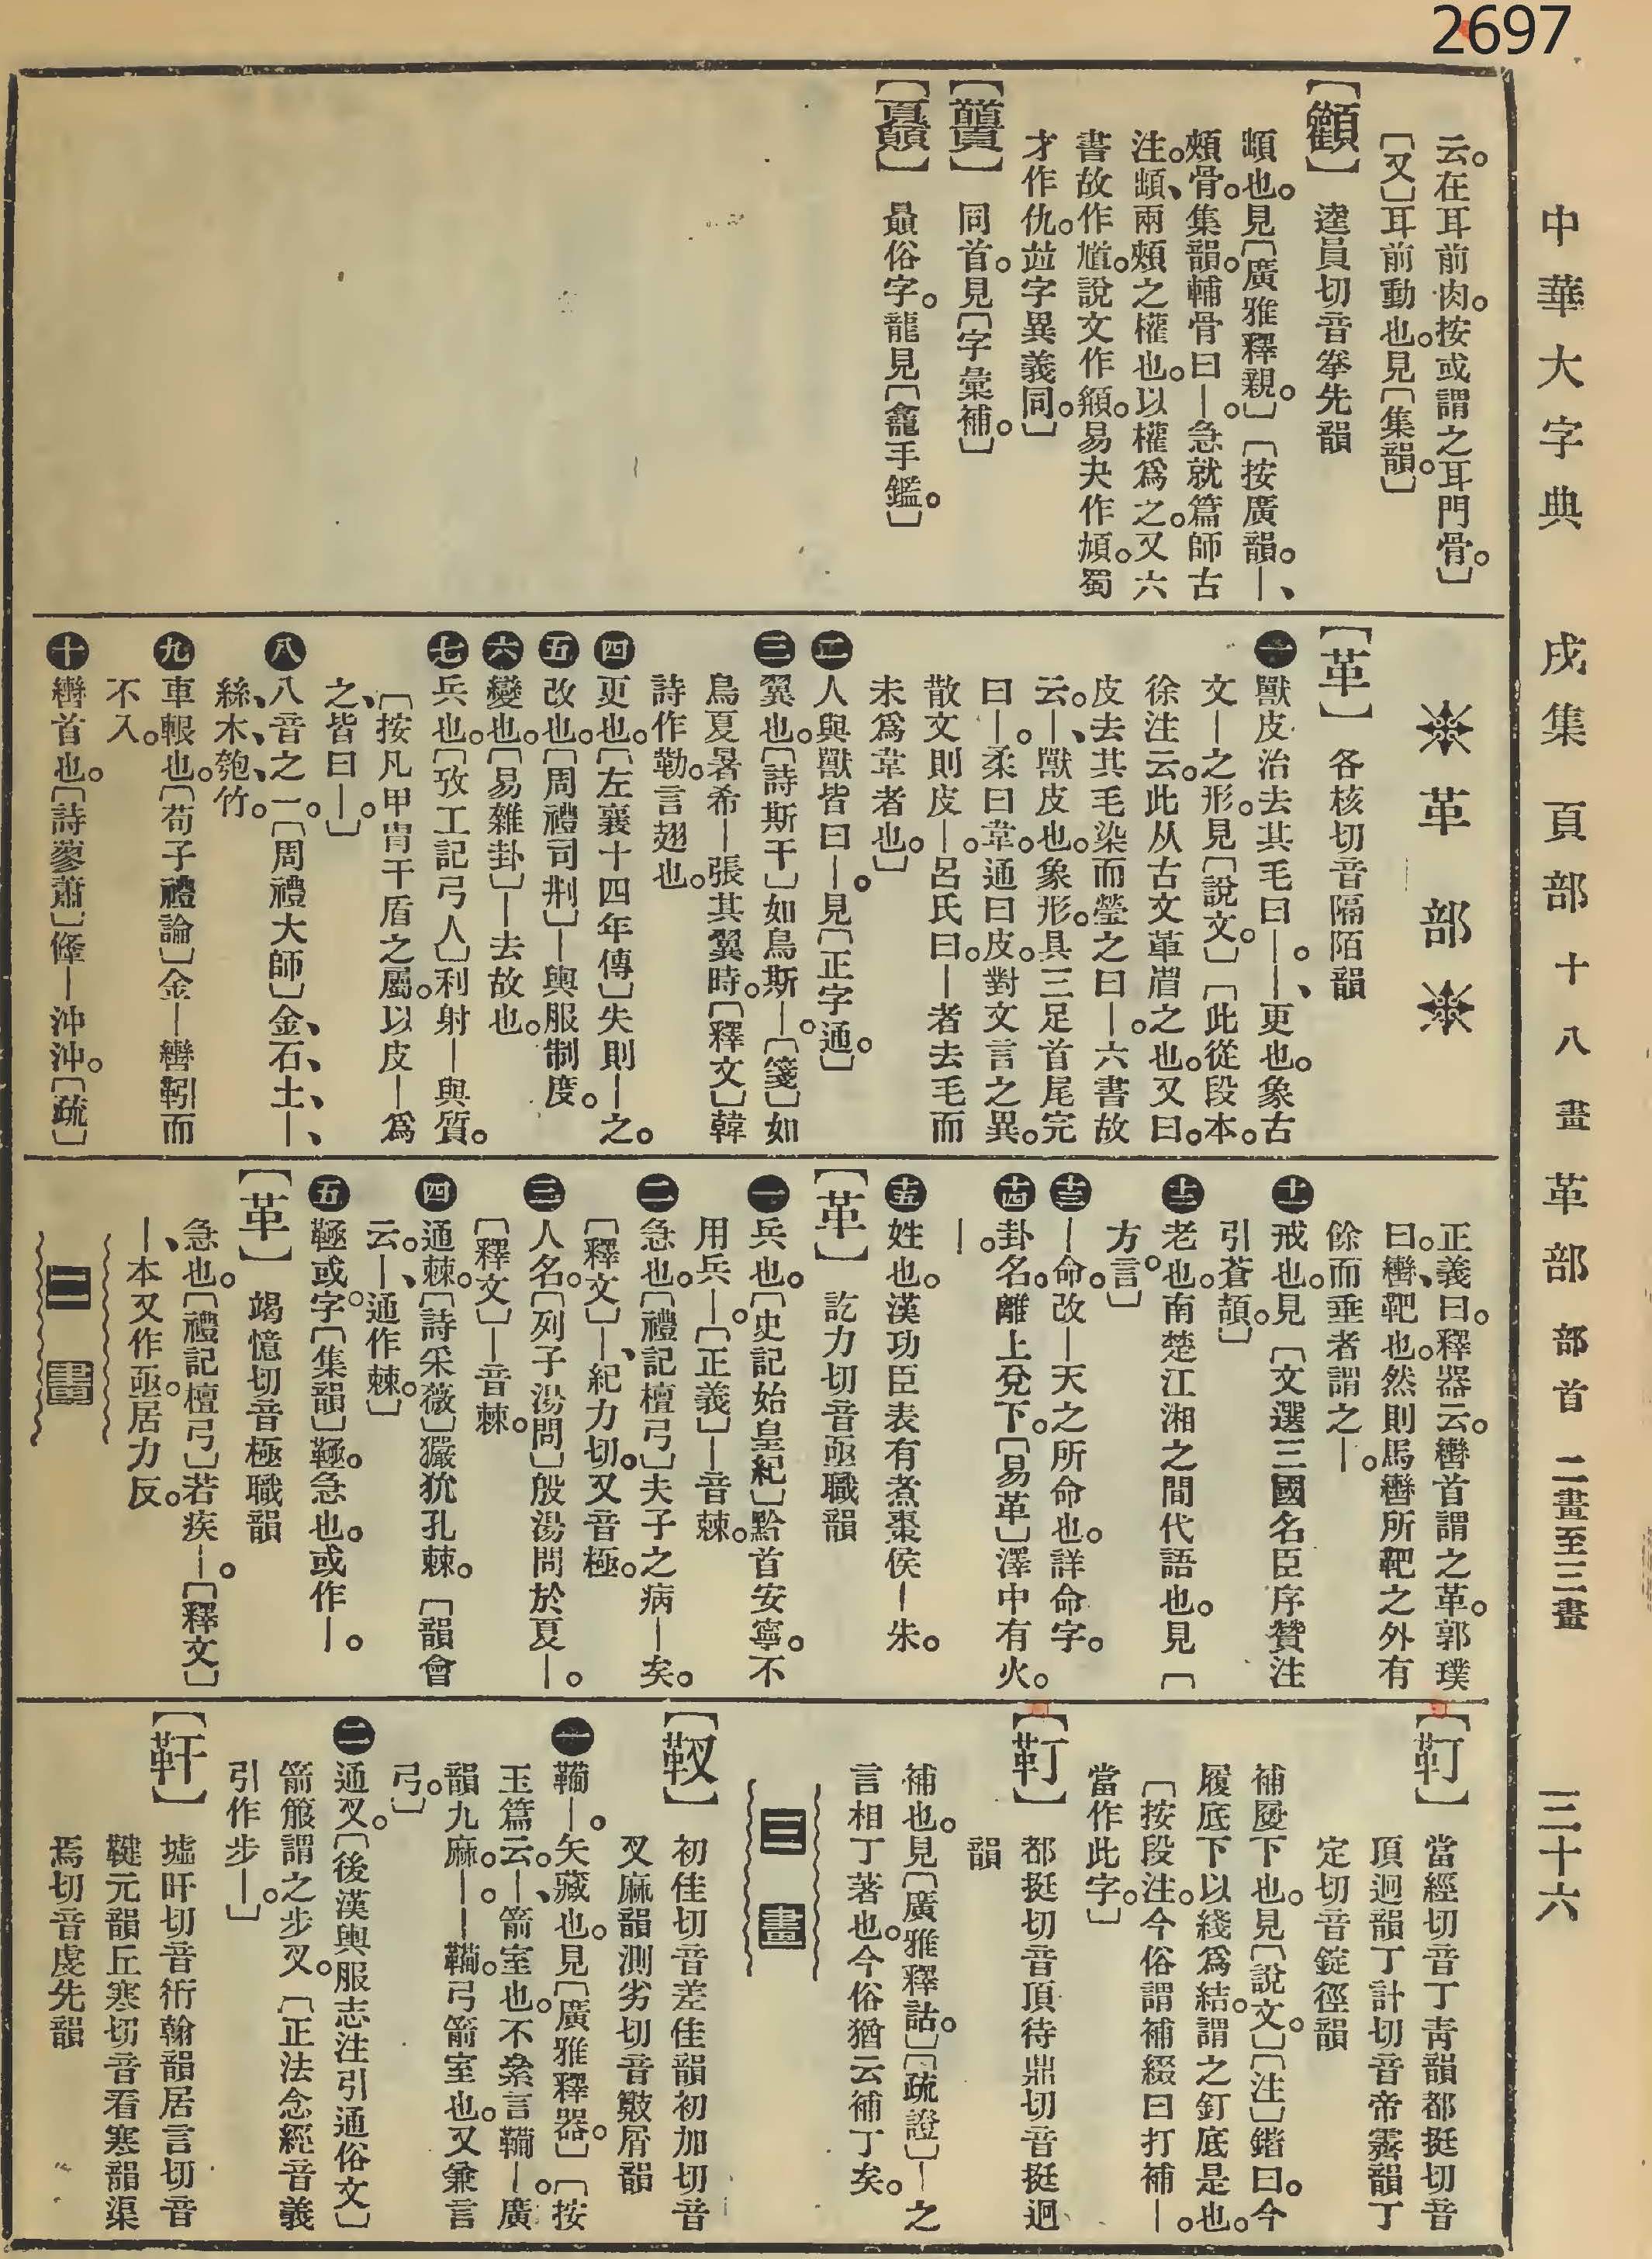 2697
中華大字典 戌集 頁部 十八畫 革部 部首 二畫至三畫 三十六
云。在耳前肉。按或謂之耳門骨。〕
〔又〕耳前動也。見〔集韻。〕
〔顴〕逵員切音拳先韻
䪼也。見〔廣雅釋親。〕〔按廣韻。—、
頰骨。集韻。輔骨曰—。急就篇師古
注。䪼、兩頰之權也。以權爲之。又六
書故作𩠐。說文作𩓥。易夬作頄。蜀
才作仇。竝字異義同。〕
同首。見〔字彙補。〕
最俗字。龍見〔龕手鑑。〕
革部
〔革〕各核切音隔陌韻
一 獸皮治去其毛曰—。—、更也。象古
文—之形。見〔說文。〕〔此從段本。
徐注云。此从古文革㳙之也。又曰。
皮去其毛染而瑩之曰—。六書故
云。—、獸皮也。象形。具三足首尾完
曰—。柔曰韋。通曰皮。對文言之異。
散文則皮—。呂氏曰—者去毛而
未爲韋者也。〕
二 人與獸皆曰—。見〔正字通。〕
三 翼也。〔詩斯干〕如鳥斯—。〔箋〕如
鳥夏暑希—張其翼時。〔釋文〕韓
詩作勒。言翅也。
四 更也。〔左襄十四年傳〕失則—之。
五 改也。〔周禮司刑〕—輿服制度。
六 變也。〔易雜卦〕—去故也。
七 兵也。〔攷工記弓人〕利射—與質。
〔按凡甲冑干盾之屬。以皮—爲
之、皆曰—。〕
八 八音之一。〔周禮大師〕金、石、土、—、
絲、木、匏、竹。
九 車輗也。〔荀子禮論〕金—轡靷而
不入。
十 轡首也。〔詩蓼蕭〕鞗—沖沖。〔疏〕
正義曰。釋器云。轡首謂之革。郭璞
曰。轡、靶也。然則馬轡所靶之外有
餘而垂者謂之—。
十一 戒也。見〔文選三國名臣序贊注
引蒼頡。〕
十二 老也。南楚江湘之間代語也。見〔
方言。〕
十三 —命。改—天之所命也。詳命字。
十四 卦名。離上兌下。〔易革〕澤中有火。
—。
十五 姓也。漢功臣表有煮棗侯—朱。
〔革〕訖力切音亟職韻
一 兵也。〔史記始皇紀〕黔首安寧。不
用兵—。〔正義〕—音棘。
二 急也。〔禮記檀弓〕夫子之病—矣。
〔釋文〕—、紀力切。又音極。
三 人名。〔列子湯問〕殷湯問於夏—。
〔釋文〕—音棘。
四 通棘。〔詩采薇〕玁狁孔棘。〔韻會
云。—、通作棘。〕
五 𩋃或字。〔集韻〕𩋃。急也。或作—。
〔革〕竭憶切音極職韻
急也。〔禮記檀弓〕若疾—。〔釋文〕
—、本又作亟。居力反。
二畫
〔靪〕當經切音丁靑韻都挺切音
頂迥韻丁計切音帝霽韻丁
定切音錠徑韻
補履下也。見〔說文。〕〔注〕鍇曰。今
履底下以綫爲結。謂之釘底是也。
〔按段注。今俗謂補綴曰打補—。
當作此字。〕
〔靪〕都挺切音頂待鼎切音挺迥
韻
補也。見〔廣雅釋詁。〕〔疏證〕—之
言相丁著也。今俗猶云補丁矣。
三畫
〔靫〕初佳切音差佳韻初加切音
叉麻韻測劣切音㯿屑韻
一 鞴—。矢藏也。見〔廣雅釋器。〕〔按
玉篇云。—、箭室也。不絫言鞴—。廣
韻九麻。—。—鞴。弓箭室也。又兼言
弓。〕
二 通叉。〔後漢輿服志注引通俗文〕
箭箙謂之步叉。〔正法念經音義
引作步—。〕
〔靬〕墟旰切音衎翰韻居言切音
鞬元韻丘寒切音看寒韻渠
焉切音虔先韻